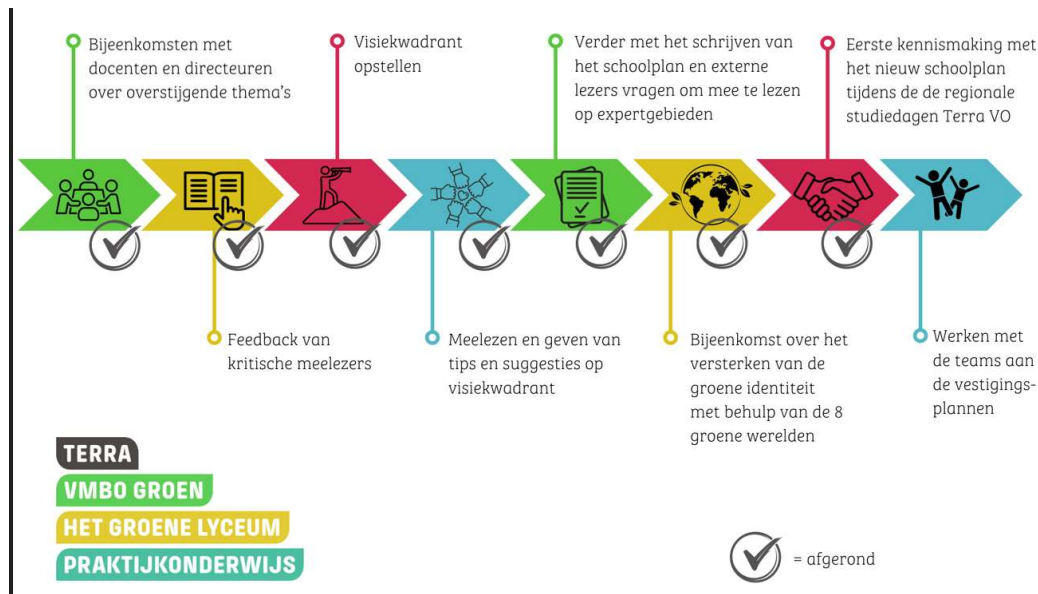 Bijeenkomsten met
docenten en directeuren
over overstijgende thema's
Visiekwadrant
opstellen
Verder met het schrijven van
het schoolplan en externe
lezers vragen om mee te lezen
op expertgebieden
Eerste kennismaking met
het nieuw schoolplan
tijdens de de regionale
studiedagen Terra VO
Feedback van
kritische meelezers
Meelezen en geven van
tips en suggesties op
visiekwadrant
Bijeenkomst over het
versterken van de
groene identiteit
met behulp van de 8
groene werelden
Werken met
de teams aan
de vestigings-
plannen
TERRA
VMBO GROEN
HET GROENE LYCEUM
PRAKTIJKONDERWIJS
= afgerond